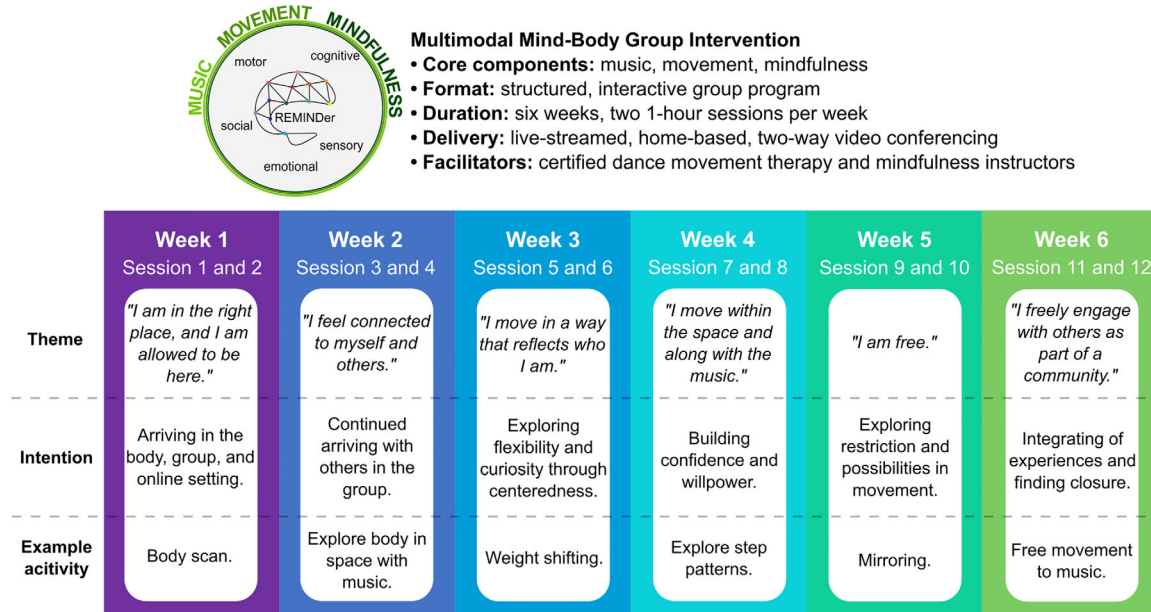 MUSIC MOVEMENT MINDFULNESS
motor
cognitive
REMINDer
social
sensory
emotional
Multimodal Mind-Body Group Intervention
• Core components: music, movement, mindfulness
• Format: structured, interactive group program
• Duration: six weeks, two 1-hour sessions per week
• Delivery: live-streamed, home-based, two-way video conferencing
• Facilitators: certified dance movement therapy and mindfulness instructors
Week 1
Session 1 and 2
Week 2
Session 3 and 4
Week 3
Session 5 and 6
Week 4
Session 7 and 8
Week 5
Session 9 and 10
Week 6
Session 11 and 12
Theme
"I am in the right
place, and I am
allowed to be
here."
"I feel connected
to myself and
others."
"I move in a way
that reflects who
I am."
"I move within
the space and
along with the
music."
"I am free."
"I freely engage
with others as
part of a
community."
Intention
Arriving in the
body, group, and
online setting.
Continued
arriving with
others in the
group.
Exploring
flexibility and
curiosity through
centeredness.
Building
confidence and
willpower.
Exploring
restriction and
possibilities in
movement.
Integrating of
experiences and
finding closure.
Example
acitivity
Body scan.
Explore body in
space with
music.
Weight shifting.
Explore step
patterns.
Mirroring.
Free movement
to music.